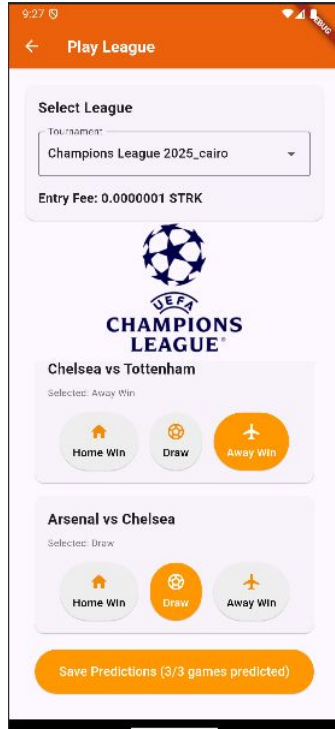 9:27
DEBUG
Play League
Select League
Tournament
Champions League 2025_cairo
Entry Fee: 0.0000001 STRK
UEFA
CHAMPIONS
LEAGUE®
Chelsea vs Tottenham
Selected: Away Win
Home Win Draw Away Win
Arsenal vs Chelsea
Selected: Draw
Home Win Draw Away Win
Save Predictions (3/3 games predicted)